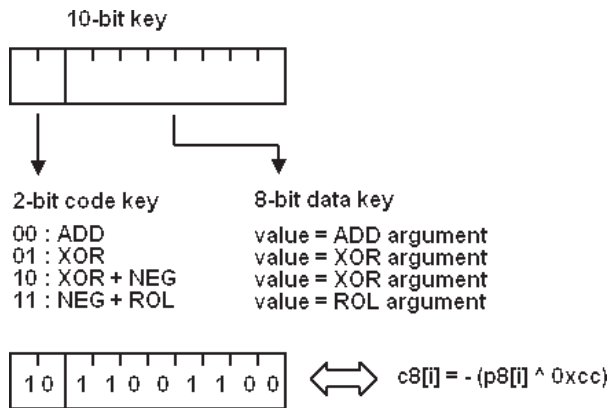 10-bit key
2-bit code key
00 : ADD
01 : XOR
10 : XOR + NEG
11 : NEG + ROL
8-bit data key
value = ADD argument
value = XOR argument
value = XOR argument
value = ROL argument
1 0 1 1 0 0 1 1 0 0
c8[i] = - (p8[i] ^ 0xcc)